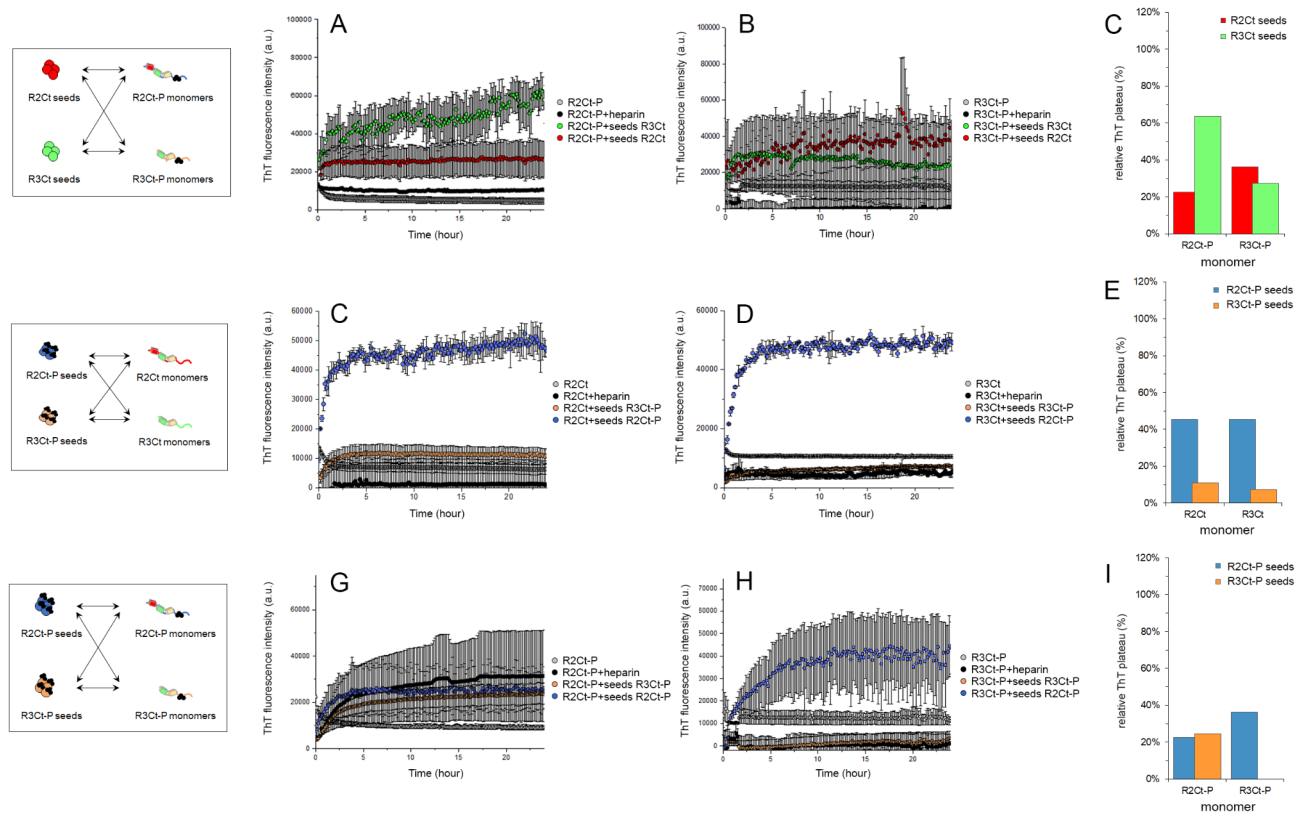 R2Ct seeds
R2Ct-P monomers
R3Ct seeds
R3Ct-P monomers
A
ThT fluorescence intensity (a.u.)
100000
80000
60000
40000
20000
0
0 5 10 15 20
Time (hour)
R2Ct-P
R2Ct-P+heparin
R2Ct-P+seeds R3Ct
R2Ct-P+seeds R2Ct
B
ThT fluorescence intensity (a.u.)
100000
80000
60000
40000
20000
0
0 5 10 15 20
Time (hour)
R3Ct-P
R3Ct-P+heparin
R3Ct-P+seeds R3Ct
R3Ct-P+seeds R2Ct
C
relative ThT plateau (%)
120%
100%
80%
60%
40%
20%
0%
R2Ct seeds
R3Ct seeds
R2Ct-P R3Ct-P
monomer
R2Ct-P seeds
R2Ct monomers
R3Ct-P seeds
R3Ct monomers
C
ThT fluorescence intensity (a.u.)
60000
50000
40000
30000
20000
10000
0
0 5 10 15 20
Time (hour)
R2Ct
R2Ct+heparin
R2Ct+seeds R3Ct-P
R2Ct+seeds R2Ct-P
D
ThT fluorescence intensity (a.u.)
60000
50000
40000
30000
20000
10000
0
0 5 10 15 20
Time (hour)
R3Ct
R3Ct+heparin
R3Ct+seeds R3Ct-P
R3Ct+seeds R2Ct-P
E
relative ThT plateau (%)
120%
100%
80%
60%
40%
20%
0%
R2Ct-P seeds
R3Ct-P seeds
R2Ct R3Ct
monomer
R2Ct-P seeds
R2Ct-P monomers
R3Ct-P seeds
R3Ct-P monomers
G
ThT fluorescence intensity (a.u.)
60000
40000
20000
0
0 5 10 15 20
Time (hour)
R2Ct-P
R2Ct-P+heparin
R2Ct-P+seeds R3Ct-P
R2Ct-P+seeds R2Ct-P
H
ThT fluorescence intensity (a.u.)
70000
60000
50000
40000
30000
20000
10000
0
0 5 10 15 20
Time (hour)
R3Ct-P
R3Ct-P+heparin
R3Ct-P+seeds R3Ct-P
R3Ct-P+seeds R2Ct-P
I
relative ThT plateau (%)
120%
100%
80%
60%
40%
20%
0%
R2Ct-P seeds
R3Ct-P seeds
R2Ct-P R3Ct-P
monomer